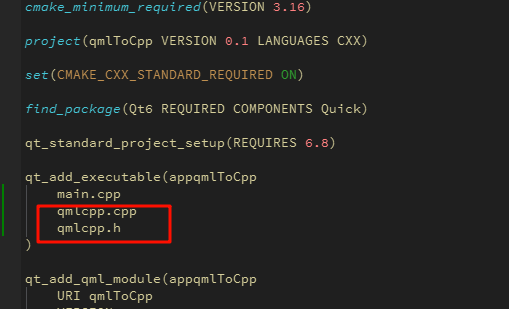 cmake_minimum_required(VERSION 3.16)
project(qmlToCpp VERSION 0.1 LANGUAGES CXX)
set(CMAKE_CXX_STANDARD_REQUIRED ON)
find_package(Qt6 REQUIRED COMPONENTS Quick)
qt_standard_project_setup(REQUIRES 6.8)
qt_add_executable(appqmlToCpp
main.cpp
qmlcpp.cpp
qmlcpp.h
)
qt_add_qml_module(appqmlToCpp
URI qmlToCpp